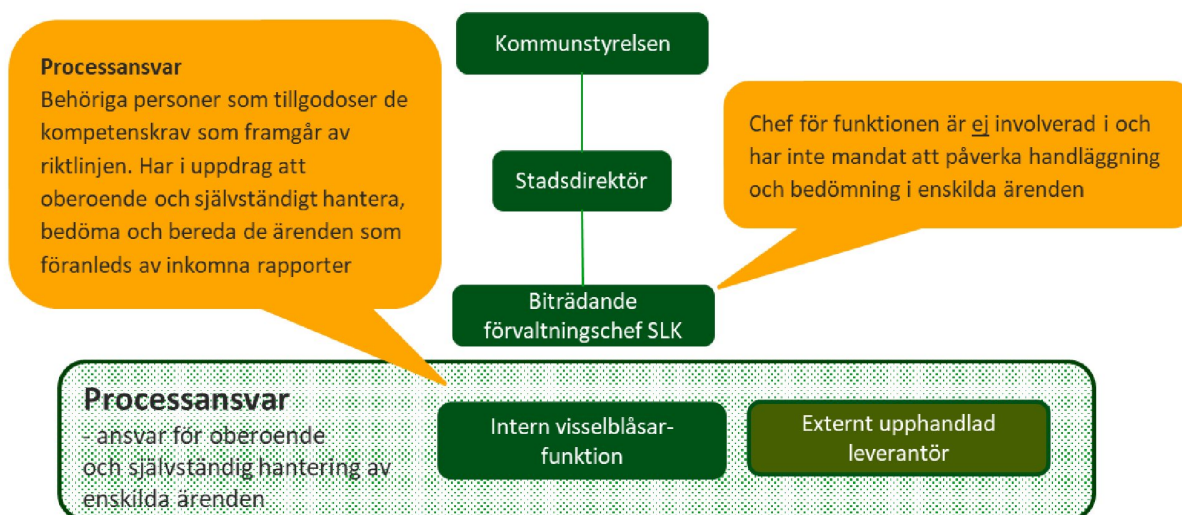 Kommunstyrelsen
Processansvar
Behöriga personer som tillgodoser de
kompetenskrav som framgår av
riktlinjen. Har i uppdrag att
oberoende och självständigt hantera,
bedöma och bereda de ärenden som
föranleds av inkomna rapporter
Chef för funktionen är ej involverad i och
har inte mandat att påverka handläggning
och bedömning i enskilda ärenden
Stadsdirektör
Biträdande
förvaltningschef SLK
Processansvar
- ansvar för oberoende
och självständig hantering av
enskilda ärenden
Intern visselblåsar-
funktion
Externt upphandlad
leverantör